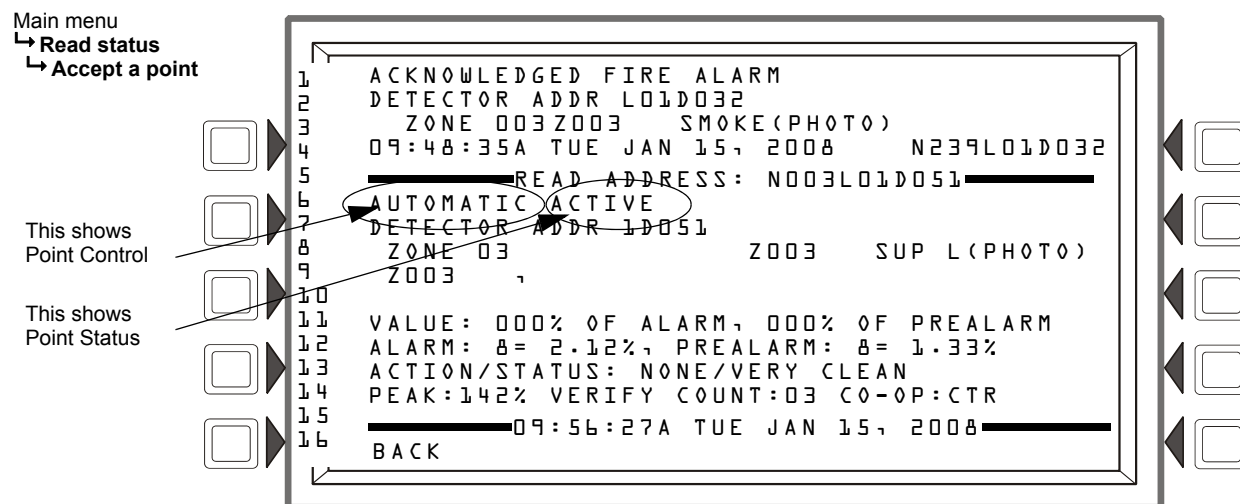 Main menu
Read status
Accept a point
This shows
Point Control
This shows
Point Status
1 ACKNOWLEDGED FIRE ALARM
2 DETECTOR ADDR L01D032
3 ZONE 003Z003 SMOKE(PHOTO)
4 09:48:35A TUE JAN 15, 2008 N239L01D032
5 READ ADDRESS: N003L01D051
6 AUTOMATIC ACTIVE
7 DETECTOR ADDR 1D051
8 ZONE 03 Z003 SUP L(PHOTO)
9 Z003 ,
10
11 VALUE: 000% OF ALARM, 000% OF PREALARM
12 ALARM: 8= 2.12%, PREALARM: 8= 1.33%
13 ACTION/STATUS: NONE/VERY CLEAN
14 PEAK:142% VERIFY COUNT:03 CO-OP:CTR
15 09:56:27A TUE JAN 15, 2008
16 BACK